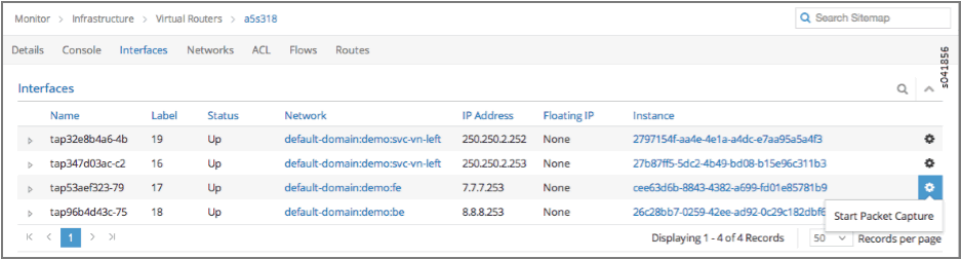 Monitor > Infrastructure > Virtual Routers > a5s318
Search Sitemap
Details Console Interfaces Networks ACL Flows Routes
s041856
Interfaces
Name Label Status Network IP Address Floating IP Instance
tap32e8b4a6-4b 19 Up default-domain:demo:svc-vn-left 250.250.2.252 None 2797154f-aa4e-4e1a-a4dc-e7aa95a5a4f3
tap347d03ac-c2 16 Up default-domain:demo:svc-vn-left 250.250.2.253 None 27b87ff5-5dc2-4b49-bd08-b15e96c311b3
tap53aef323-79 17 Up default-domain:demo:fe 7.7.7.253 None cee63d6b-8843-4382-a699-fd01e85781b9
tap96b4d43c-75 18 Up default-domain:demo:be 8.8.8.253 None 26c28bb7-0259-42ee-ad92-0c29c182dbf6
Start Packet Capture
1 Displaying 1 - 4 of 4 Records 50 Records per page